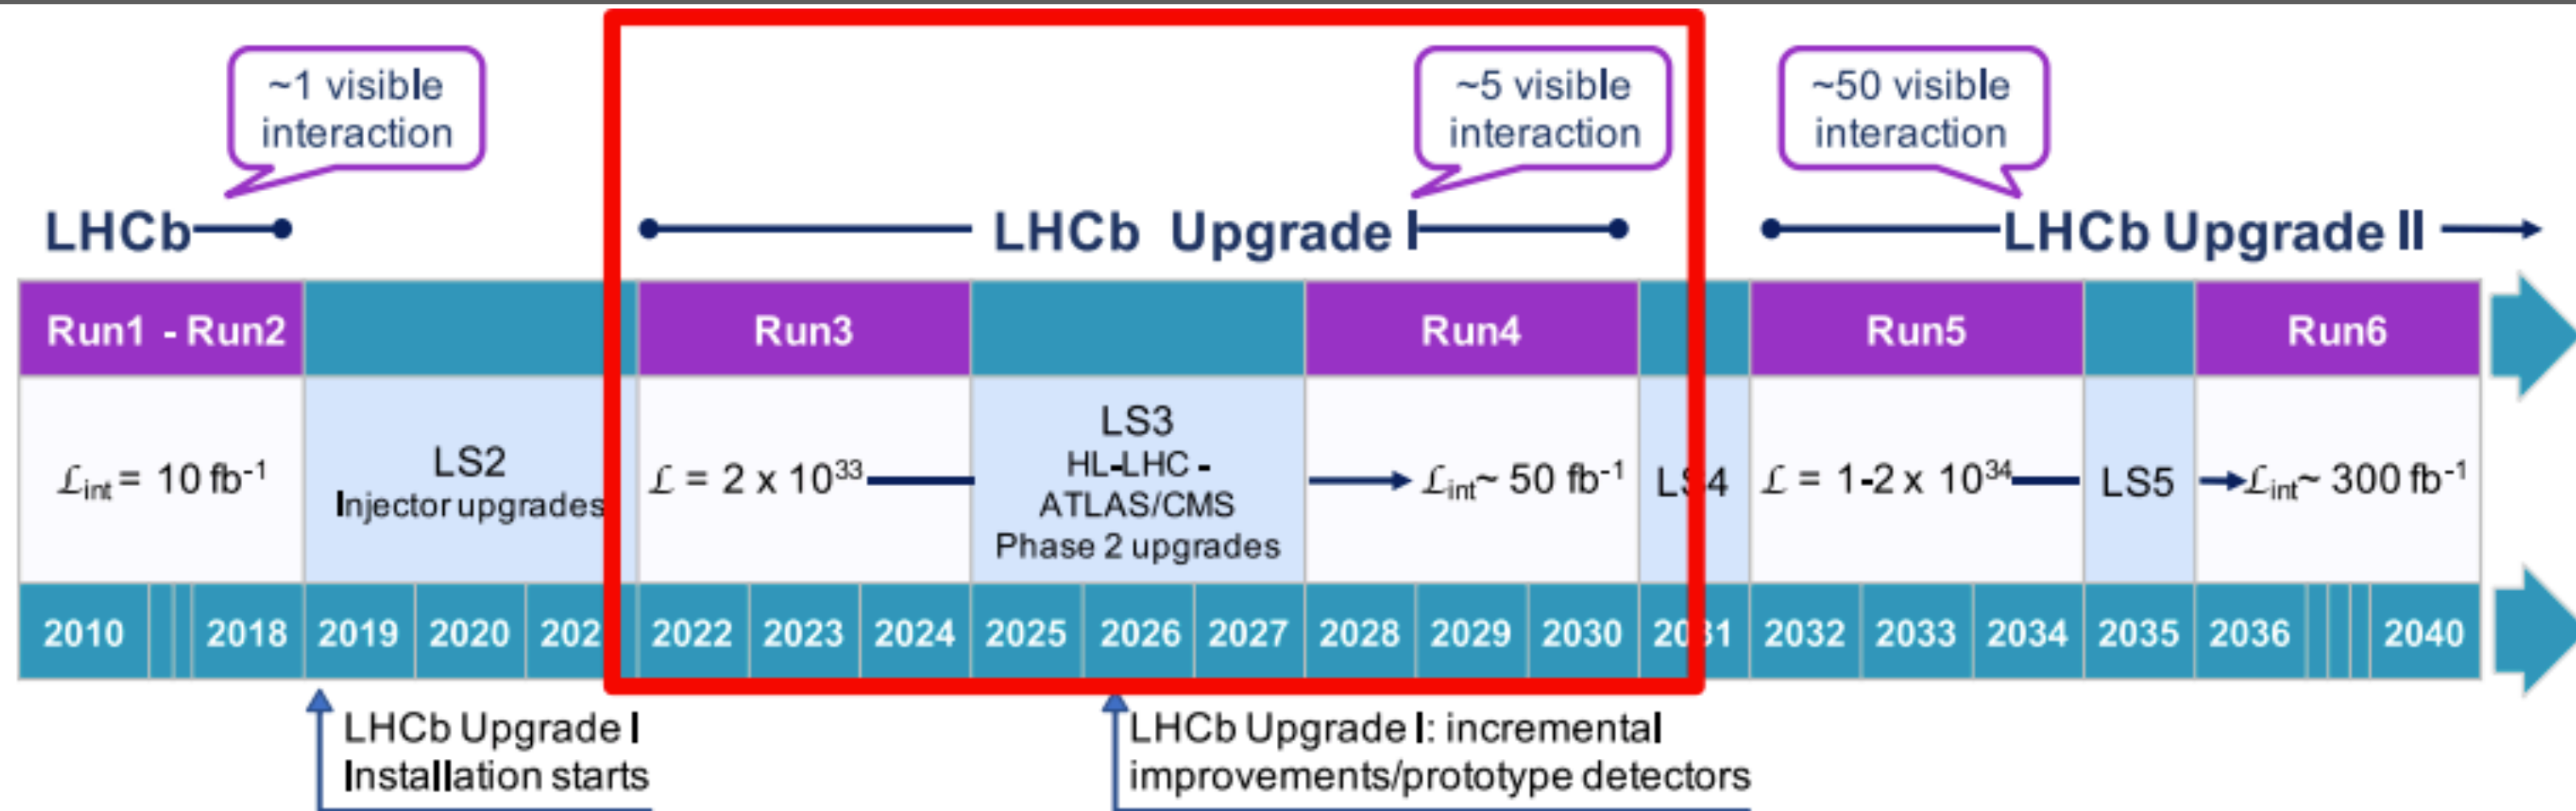 ~1 visible
interaction
~5 visible
interaction
~50 visible
interaction
LHCb
LHCb Upgrade I
LHCb Upgrade II
Run1 - Run2
Run3
Run4
Run5
Run6
ℒint = 10 fb-1
LS2
Injector upgrades
ℒ = 2 x 1033
LS3
HL-LHC -
ATLAS/CMS
Phase 2 upgrades
ℒint~ 50 fb-1
LS4
ℒ = 1-2 x 1034
LS5
ℒint~ 300 fb-1
2010 2018 2019 2020 202 2022 2023 2024 2025 2026 2027 2028 2029 2030 2031 2032 2033 2034 2035 2036 2040
LHCb Upgrade I
Installation starts
LHCb Upgrade I: incremental
improvements/prototype detectors